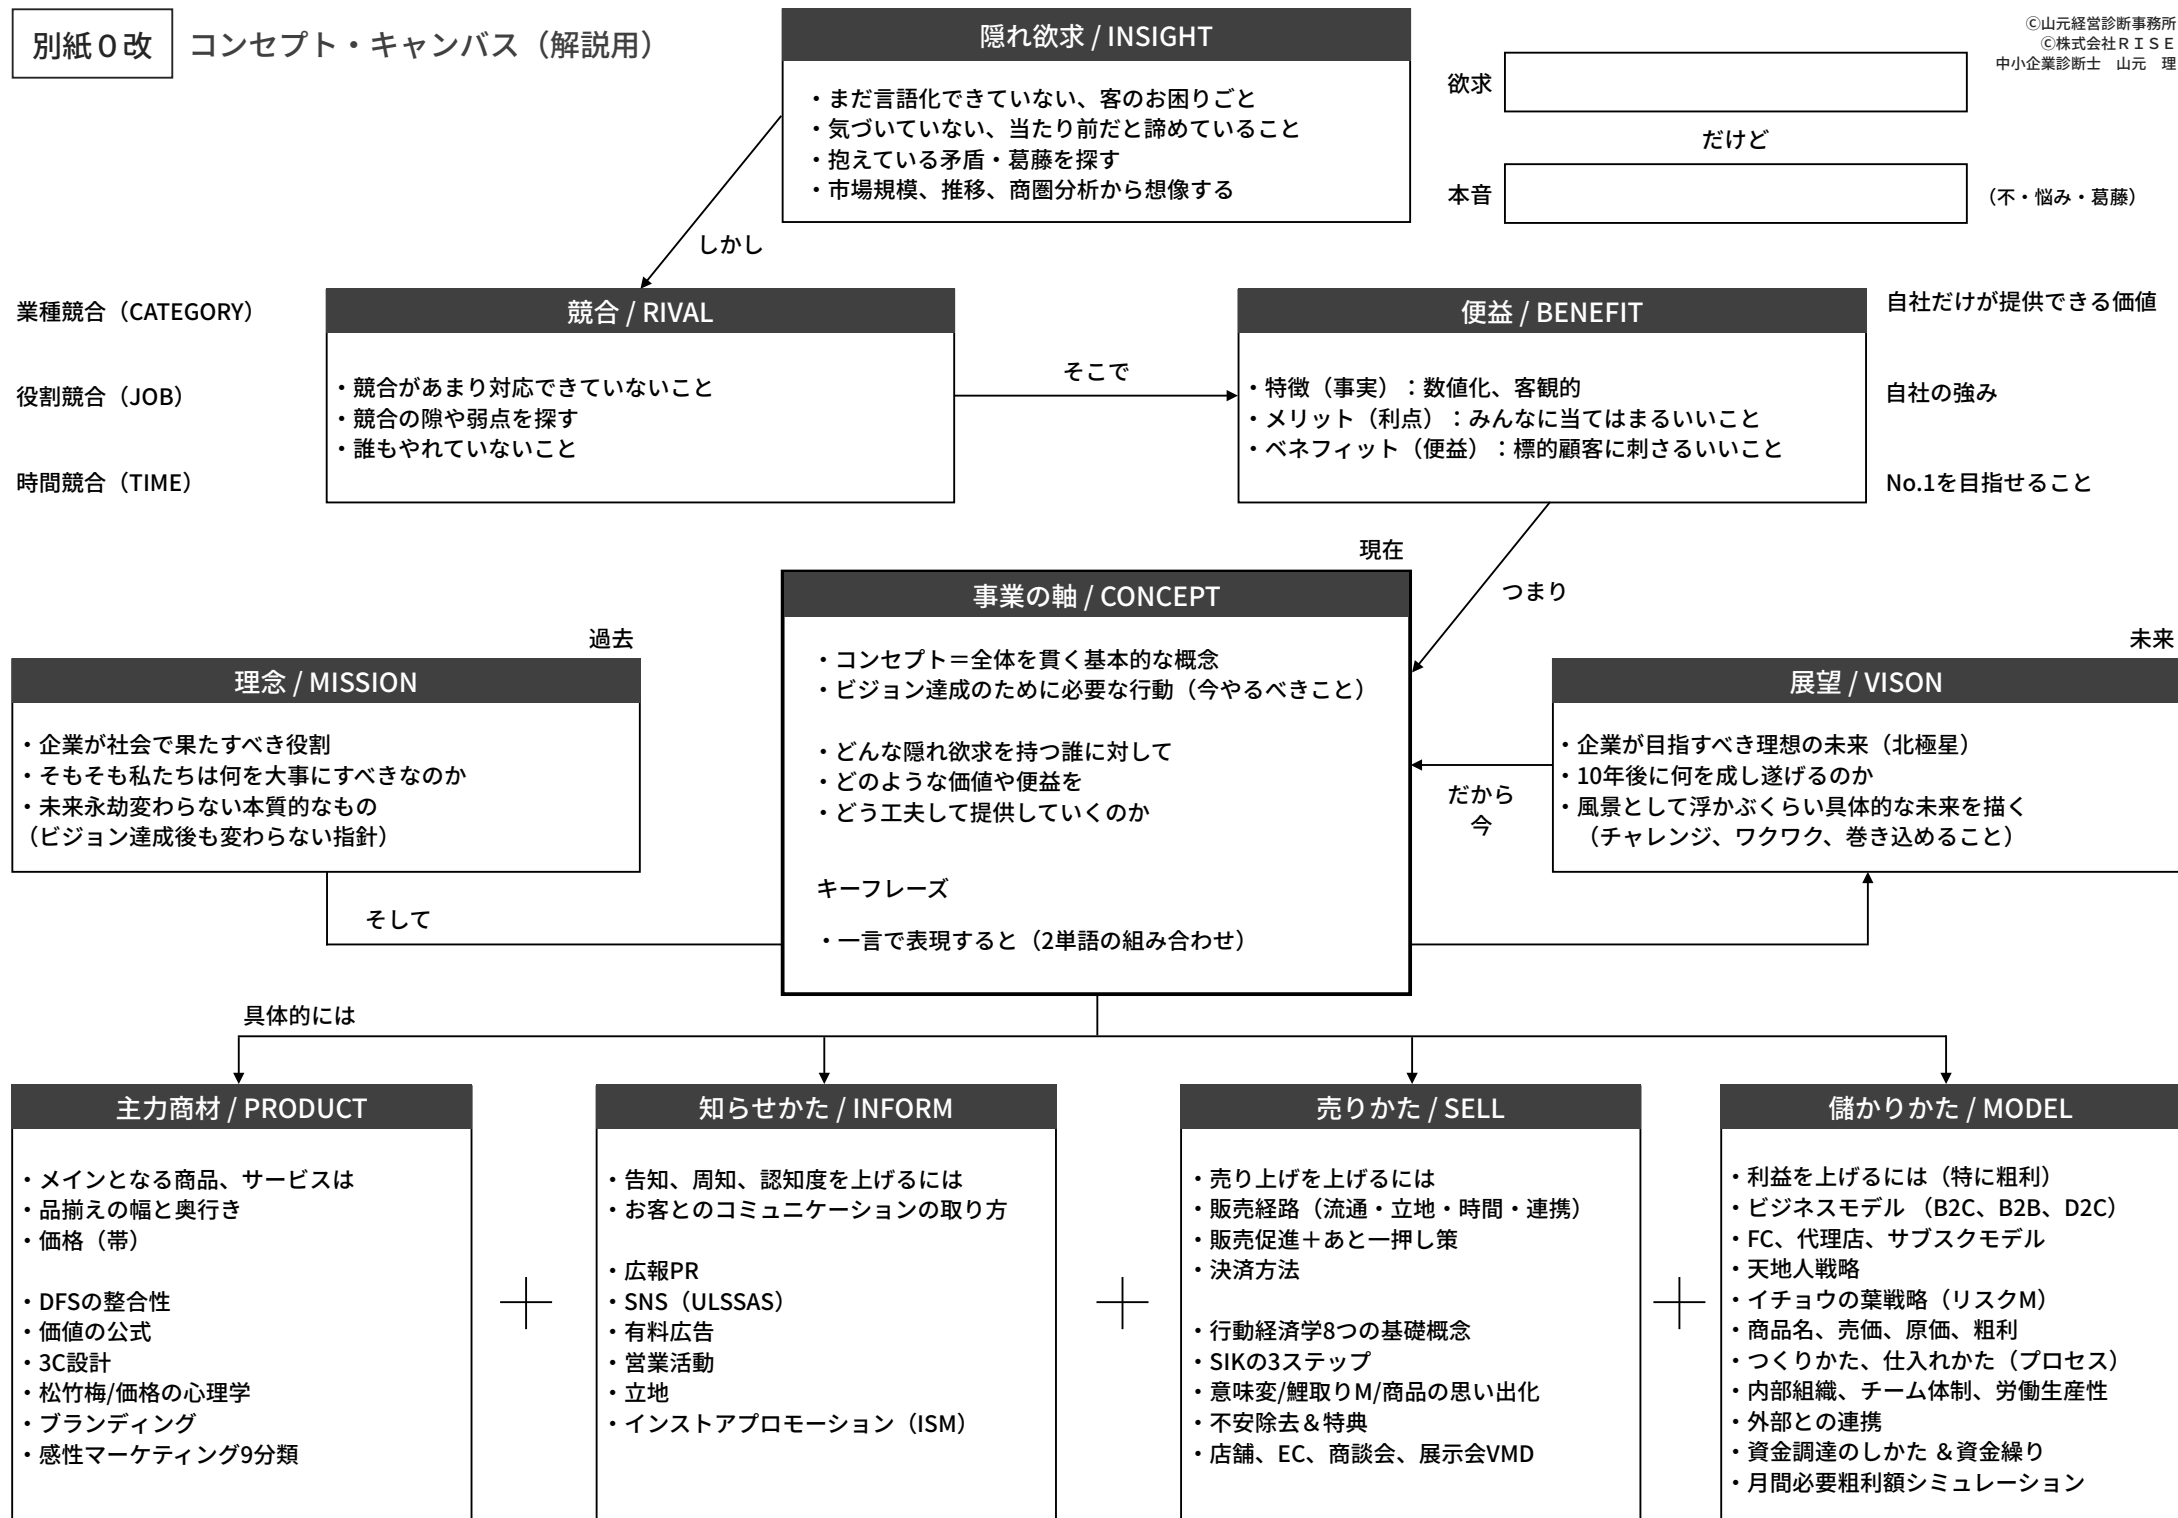 別紙０改
コンセプト・キャンバス（解説用）
Ⓒ山元経営診断事務所
Ⓒ株式会社ＲＩＳＥ
中小企業診断士　山元　理
隠れ欲求 / INSIGHT
・まだ言語化できていない、客のお困りごと
・気づいていない、当たり前だと諦めていること
・抱えている矛盾・葛藤を探す
・市場規模、推移、商圏分析から想像する
欲求
だけど
本音
（不・悩み・葛藤）
しかし
業種競合（CATEGORY）
役割競合（JOB）
時間競合（TIME）
競合 / RIVAL
・競合があまり対応できていないこと
・競合の隙や弱点を探す
・誰もやれていないこと
そこで
便益 / BENEFIT
・特徴（事実）：数値化、客観的
・メリット（利点）：みんなに当てはまるいいこと
・ベネフィット（便益）：標的顧客に刺さるいいこと
自社だけが提供できる価値
自社の強み
No.1を目指せること
つまり
過去
理念 / MISSION
・企業が社会で果たすべき役割
・そもそも私たちは何を大事にすべきなのか
・未来永劫変わらない本質的なもの
（ビジョン達成後も変わらない指針）
そして
現在
事業の軸 / CONCEPT
・コンセプト＝全体を貫く基本的な概念
・ビジョン達成のために必要な行動（今やるべきこと）
・どんな隠れ欲求を持つ誰に対して
・どのような価値や便益を
・どう工夫して提供していくのか
キーフレーズ
・一言で表現すると（2単語の組み合わせ）
未来
展望 / VISON
・企業が目指すべき理想の未来（北極星）
・10年後に何を成し遂げるのか
・風景として浮かぶくらい具体的な未来を描く
（チャレンジ、ワクワク、巻き込めること）
だから
今
具体的には
主力商材 / PRODUCT
・メインとなる商品、サービスは
・品揃えの幅と奥行き
・価格（帯）
・DFSの整合性
・価値の公式
・3C設計
・松竹梅/価格の心理学
・ブランディング
・感性マーケティング9分類
知らせかた / INFORM
・告知、周知、認知度を上げるには
・お客とのコミュニケーションの取り方
・広報PR
・SNS（ULSSAS）
・有料広告
・営業活動
・立地
・インストアプロモーション（ISM）
売りかた / SELL
・売り上げを上げるには
・販売経路（流通・立地・時間・連携）
・販売促進＋あと一押し策
・決済方法
・行動経済学8つの基礎概念
・SIKの3ステップ
・意味変/鯉取りM/商品の思い出化
・不安除去＆特典
・店舗、EC、商談会、展示会VMD
儲かりかた / MODEL
・利益を上げるには（特に粗利）
・ビジネスモデル （B2C、B2B、D2C）
・FC、代理店、サブスクモデル
・天地人戦略
・イチョウの葉戦略（リスクM）
・商品名、売価、原価、粗利
・つくりかた、仕入れかた（プロセス）
・内部組織、チーム体制、労働生産性
・外部との連携
・資金調達のしかた ＆資金繰り
・月間必要粗利額シミュレーション